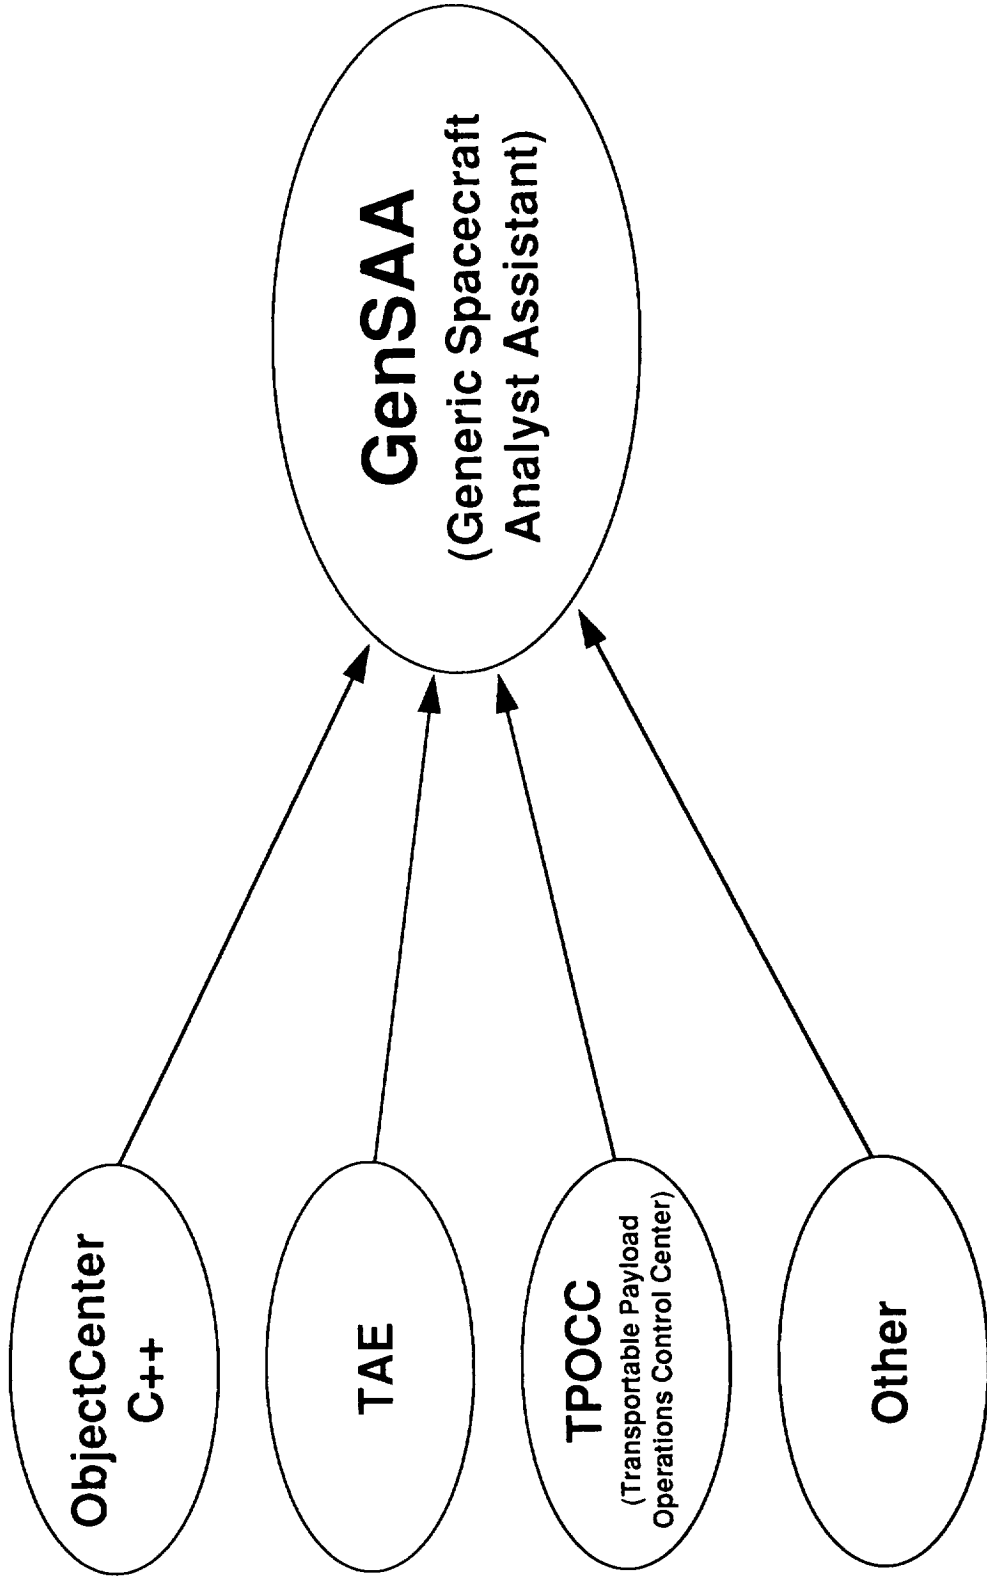 ObjectCenter
C++
TAE
TPOCC
(Transportable Payload
Operations Control Center)
Other
GenSAA
(Generic Spacecraft
Analyst Assistant)